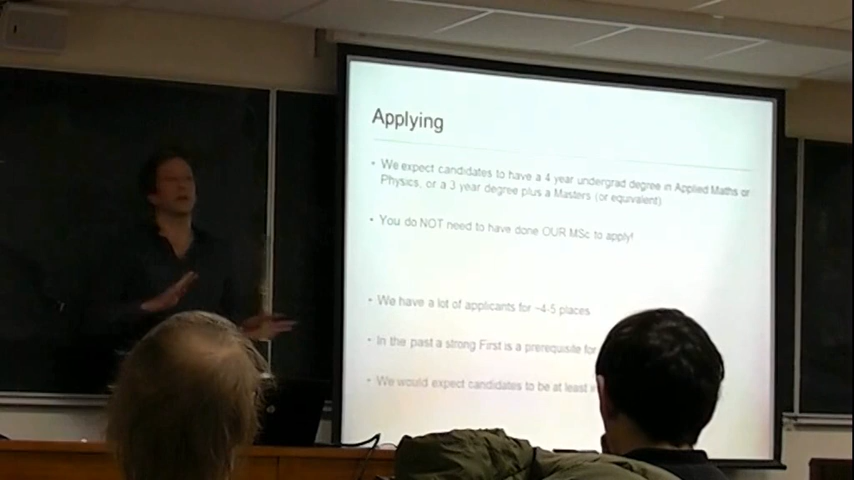 Applying
• We expect candidates to have a 4 year undergrad degree in Applied Maths or
Physics, or a 3 year degree plus a Masters (or equivalent)
• You do NOT need to have done OUR MSc to apply!
• We have a lot of applicants for ~4-5 places
• In the past a strong First is a prerequisite for
• We would expect candidates to be at least